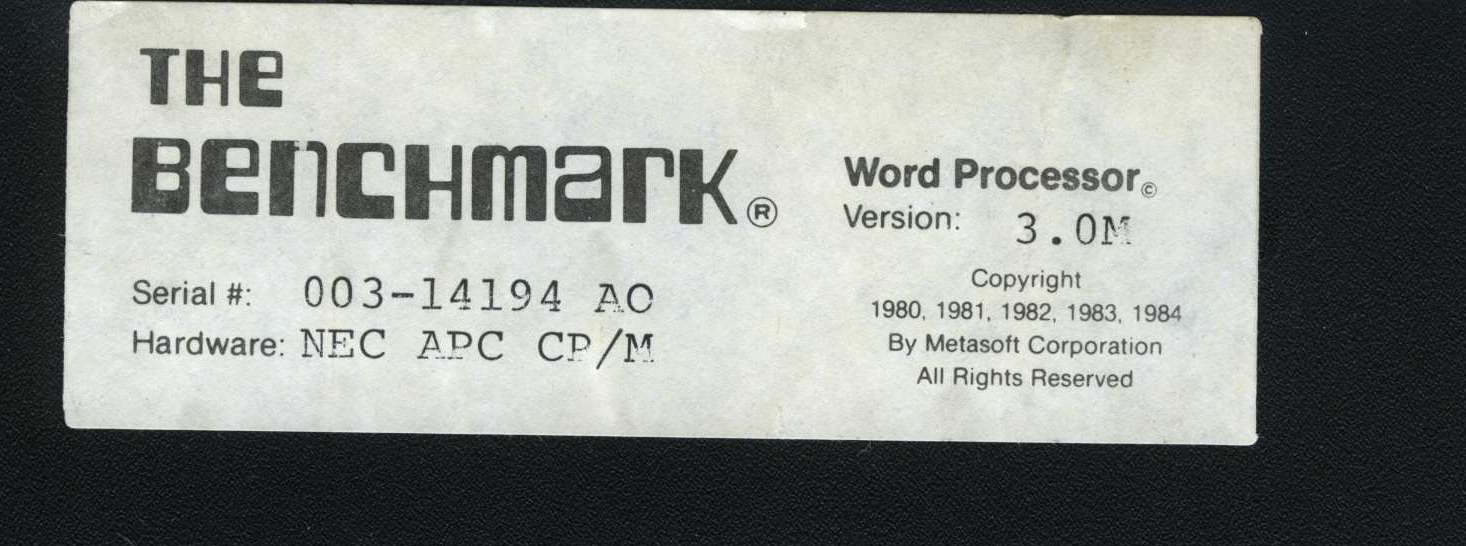 THE
BENCHMARK®
Serial #: 003-14194 AO
Hardware: NEC APC CP/M
Word Processor©
Version: 3.0M
Copyright
1980, 1981, 1982, 1983, 1984
By Metasoft Corporation
All Rights Reserved